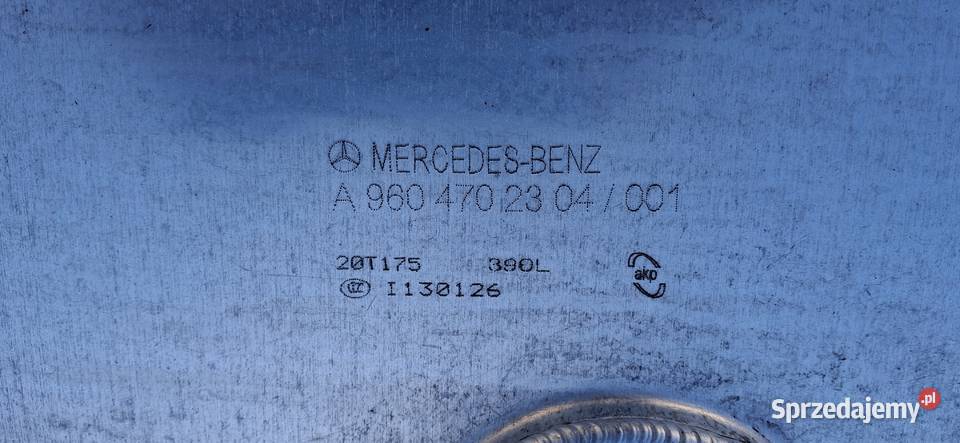 MERCEDES-BENZ
A 960 470 23 04 / 001
20T175 390L
I130126
akp
Sprzedajemy.pl